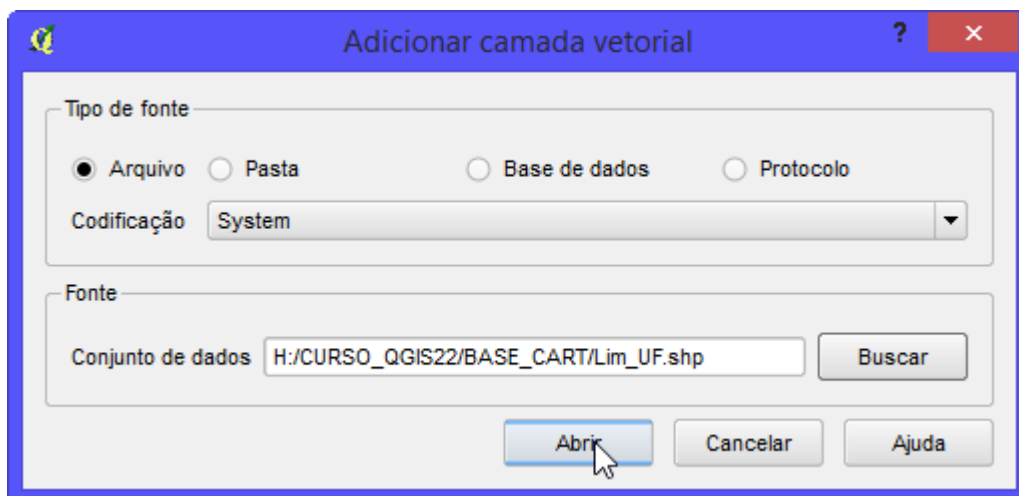 Adicionar camada vetorial ? ×
Tipo de fonte
Arquivo Pasta Base de dados Protocolo
Codificação System
Fonte
Conjunto de dados H:/CURSO_QGIS22/BASE_CART/Lim_UF.shp Buscar
Abrir Cancelar Ajuda